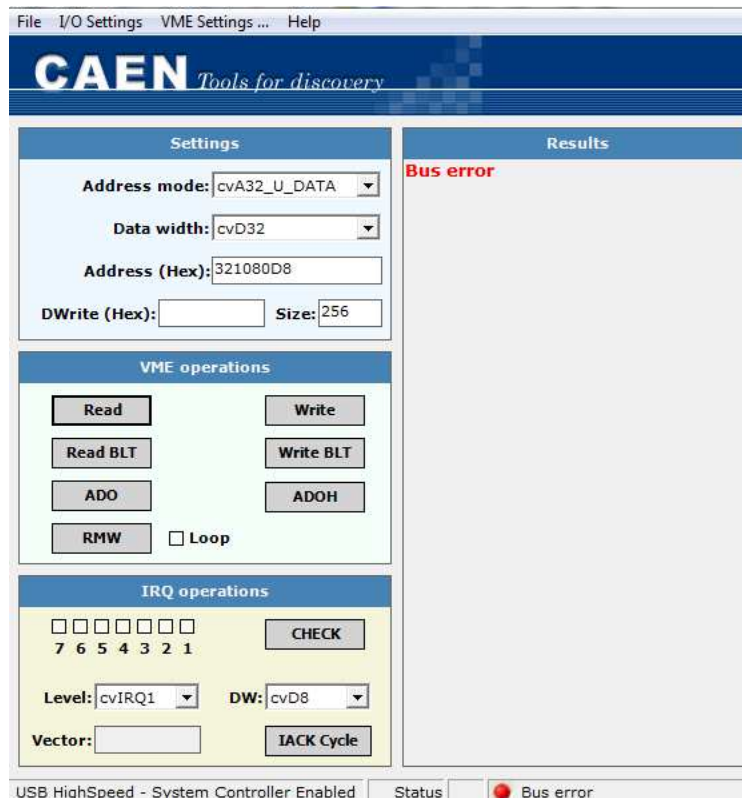 File I/O Settings VME Settings ... Help
CAEN Tools for discovery
Settings
Address mode: cvA32_U_DATA
Data width: cvD32
Address (Hex): 321080D8
DWrite (Hex): Size: 256
VME operations
Read Write
Read BLT Write BLT
ADO ADOH
RMW Loop
IRQ operations
7 6 5 4 3 2 1 CHECK
Level: cvIRQ1 DW: cvD8
Vector: IACK Cycle
Results
Bus error
USB HighSpeed - System Controller Enabled Status Bus error